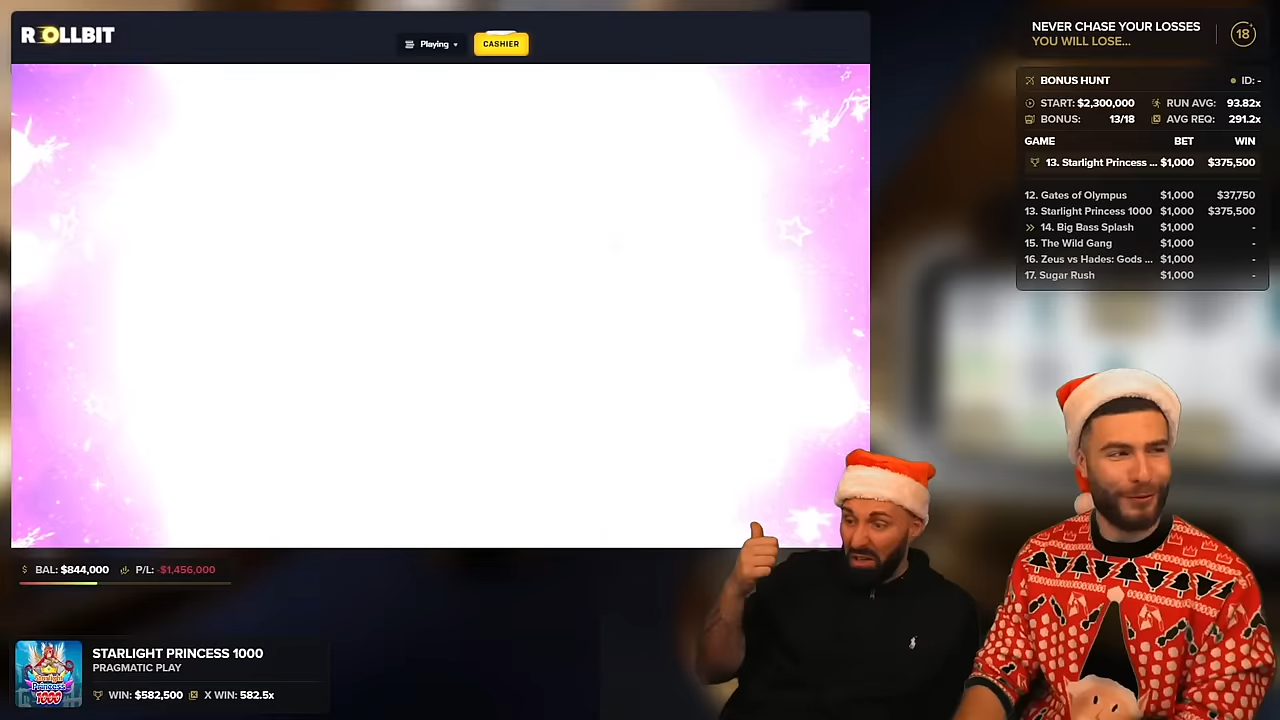 ROLLBIT
Playing
CASHIER
NEVER CHASE YOUR LOSSES
YOU WILL LOSE...
18+
BONUS HUNT
ID: -
START: $2,300,000
RUN AVG: 93.82x
BONUS: 13/18
AVG REQ: 291.2x
GAME BET WIN
13. Starlight Princess ... $1,000 $375,500
12. Gates of Olympus $1,000 $37,750
13. Starlight Princess 1000 $1,000 $375,500
14. Big Bass Splash $1,000 -
15. The Wild Gang $1,000 -
16. Zeus vs Hades: Gods ... $1,000 -
17. Sugar Rush $1,000 -
$ BAL: $844,000 P/L: -$1,456,000
Starlight
Princess
1000
STARLIGHT PRINCESS 1000
PRAGMATIC PLAY
WIN: $582,500 X WIN: 582.5x